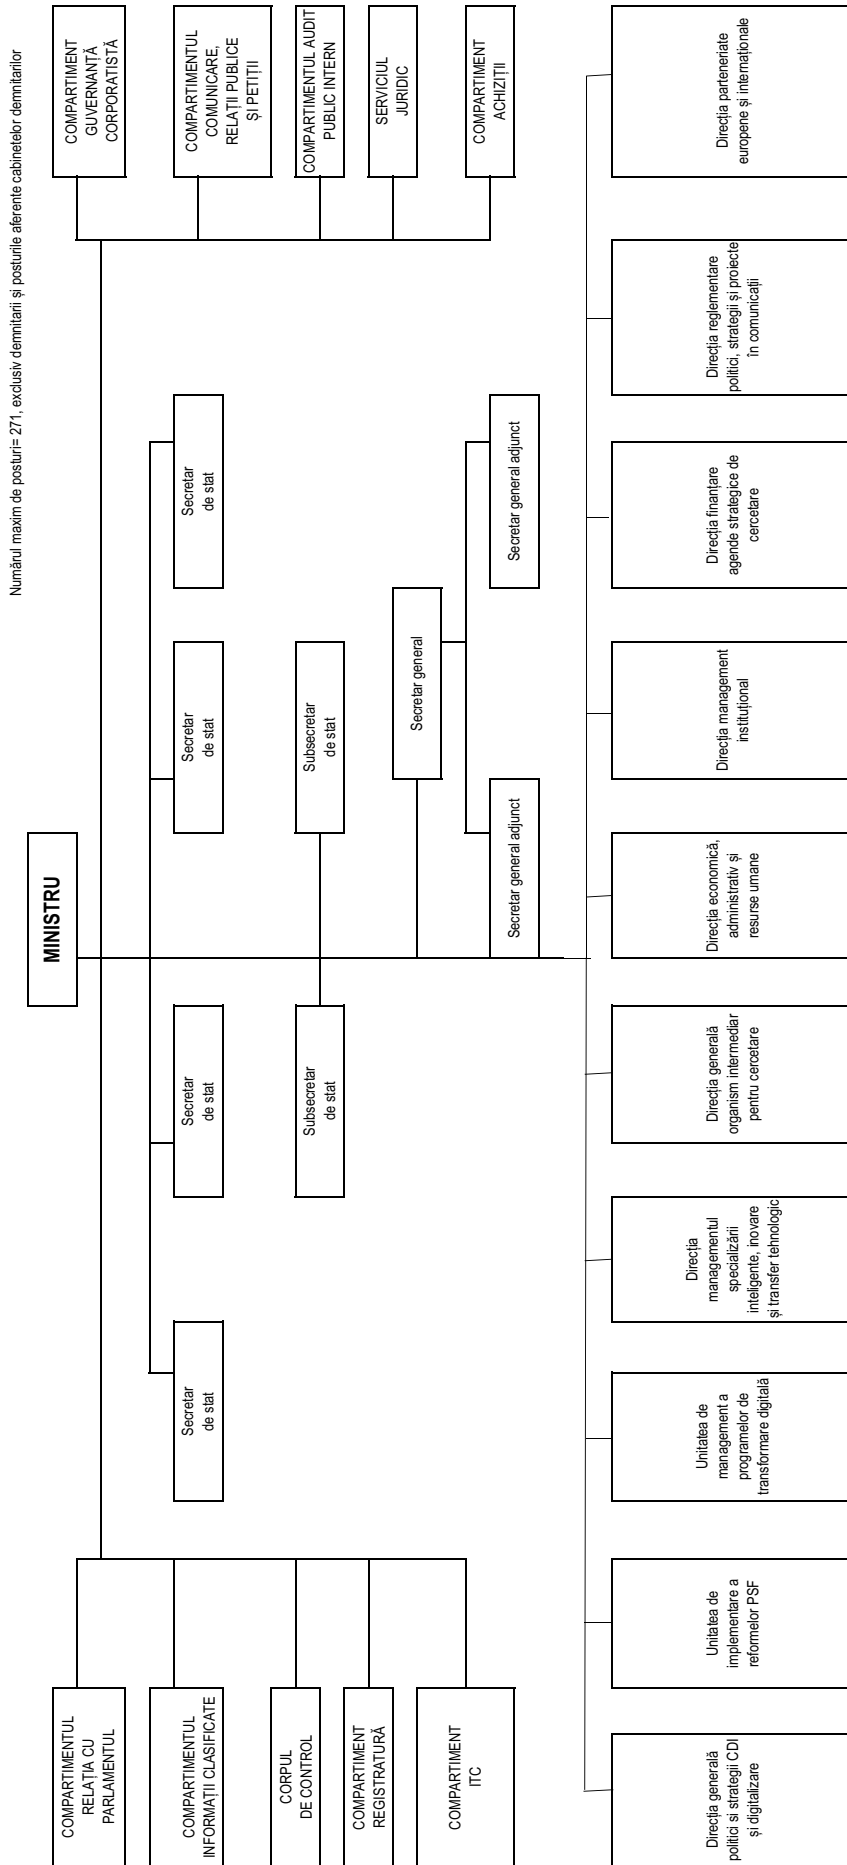 Numărul maxim de posturi= 271, exclusiv demnitarii și posturile aferente cabinetelor demnitarilor
MINISTRU
COMPARTIMENTUL
RELAȚIA CU
PARLAMENTUL
COMPARTIMENTUL
INFORMAȚII CLASIFICATE
CORPUL
DE CONTROL
COMPARTIMENT
REGISTRATURĂ
COMPARTIMENT
ITC
Secretar
de stat
Secretar
de stat
Secretar
de stat
Secretar
de stat
Subsecretar
de stat
Subsecretar
de stat
Secretar general
Secretar general adjunct
Secretar general adjunct
COMPARTIMENT
GUVERNANȚĂ
CORPORATISTĂ
COMPARTIMENTUL
COMUNICARE,
RELAȚII PUBLICE
ȘI PETIȚII
COMPARTIMENTUL AUDIT
PUBLIC INTERN
SERVICIUL
JURIDIC
COMPARTIMENT
ACHIZIȚII
Direcția generală
politici si strategii CDI
și digitalizare
Unitatea de
implementare a
reformelor PSF
Unitatea de
management a
programelor de
transformare digitală
Direcția
managementul
specializării
inteligente, inovare
și transfer tehnologic
Direcția generală
organism intermediar
pentru cercetare
Direcția economică,
administrativ și
resurse umane
Direcția management
instituțional
Direcția finanțare
agende strategice de
cercetare
Direcția reglementare
politici, strategii și proiecte
în comunicații
Direcția parteneriate
europene și internaționale